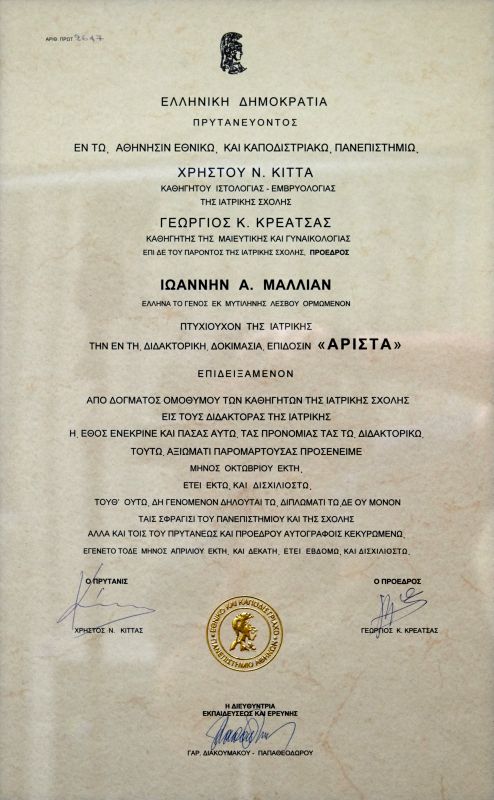 ΑΡΙΘ. ΠΡΩΤ. 2647
ΕΛΛΗΝΙΚΗ ΔΗΜΟΚΡΑΤΙΑ
ΠΡΥΤΑΝΕΥΟΝΤΟΣ
ΕΝ ΤΩ, ΑΘΗΝΗΣΙΝ ΕΘΝΙΚΩ, ΚΑΙ ΚΑΠΟΔΙΣΤΡΙΑΚΩ, ΠΑΝΕΠΙΣΤΗΜΙΩ,
ΧΡΗΣΤΟΥ Ν. ΚΙΤΤΑ
ΚΑΘΗΓΗΤΟΥ ΙΣΤΟΛΟΓΙΑΣ - ΕΜΒΡΥΟΛΟΓΙΑΣ
ΤΗΣ ΙΑΤΡΙΚΗΣ ΣΧΟΛΗΣ
ΓΕΩΡΓΙΟΣ Κ. ΚΡΕΑΤΣΑΣ
ΚΑΘΗΓΗΤΗΣ ΤΗΣ ΜΑΙΕΥΤΙΚΗΣ ΚΑΙ ΓΥΝΑΙΚΟΛΟΓΙΑΣ
ΕΠΙ ΔΕ ΤΟΥ ΠΑΡΟΝΤΟΣ ΤΗΣ ΙΑΤΡΙΚΗΣ ΣΧΟΛΗΣ, ΠΡΟΕΔΡΟΣ
ΙΩΑΝΝΗΝ Α. ΜΑΛΛΙΑΝ
ΕΛΛΗΝΑ ΤΟ ΓΕΝΟΣ ΕΚ ΜΥΤΙΛΗΝΗΣ ΛΕΣΒΟΥ ΟΡΜΩΜΕΝΟΝ
ΠΤΥΧΙΟΥΧΟΝ ΤΗΣ ΙΑΤΡΙΚΗΣ
ΤΗΝ ΕΝ ΤΗ, ΔΙΔΑΚΤΟΡΙΚΗ, ΔΟΚΙΜΑΣΙΑ, ΕΠΙΔΟΣΙΝ «ΑΡΙΣΤΑ»
ΕΠΙΔΕΙΞΑΜΕΝΟΝ
ΑΠΟ ΔΟΓΜΑΤΟΣ ΟΜΟΘΥΜΟΥ ΤΩΝ ΚΑΘΗΓΗΤΩΝ ΤΗΣ ΙΑΤΡΙΚΗΣ ΣΧΟΛΗΣ
ΕΙΣ ΤΟΥΣ ΔΙΔΑΚΤΟΡΑΣ ΤΗΣ ΙΑΤΡΙΚΗΣ
Η, ΕΘΟΣ ΕΝΕΚΡΙΝΕ ΚΑΙ ΠΑΣΑΣ ΑΥΤΩ, ΤΑΣ ΠΡΟΝΟΜΙΑΣ ΤΑΣ ΤΩ, ΔΙΔΑΚΤΟΡΙΚΩ,
ΤΟΥΤΩ, ΑΞΙΩΜΑΤΙ ΠΑΡΟΜΑΡΤΟΥΣΑΣ ΠΡΟΣΕΝΕΙΜΕ
ΜΗΝΟΣ ΟΚΤΩΒΡΙΟΥ ΕΚΤΗ,
ΕΤΕΙ ΕΚΤΩ, ΚΑΙ ΔΙΣΧΙΛΙΟΣΤΩ,
ΤΟΥΘ' ΟΥΤΩ, ΔΗ ΓΕΝΟΜΕΝΟΝ ΔΗΛΟΥΤΑΙ ΤΩ, ΔΙΠΛΩΜΑΤΙ ΤΩ,ΔΕ ΟΥ ΜΟΝΟΝ
ΤΑΙΣ ΣΦΡΑΓΙΣΙ ΤΟΥ ΠΑΝΕΠΙΣΤΗΜΙΟΥ ΚΑΙ ΤΗΣ ΣΧΟΛΗΣ
ΑΛΛΑ ΚΑΙ ΤΟΙΣ ΤΟΥ ΠΡΥΤΑΝΕΩΣ ΚΑΙ ΠΡΟΕΔΡΟΥ ΑΥΤΟΓΡΑΦΟΙΣ ΚΕΚΥΡΩΜΕΝΩ,
ΕΓΕΝΕΤΟ ΤΟΔΕ ΜΗΝΟΣ ΑΠΡΙΛΙΟΥ ΕΚΤΗ, ΚΑΙ ΔΕΚΑΤΗ, ΕΤΕΙ ΕΒΔΟΜΩ, ΚΑΙ ΔΙΣΧΙΛΙΟΣΤΩ,
Ο ΠΡΥΤΑΝΙΣ
Ο ΠΡΟΕΔΡΟΣ
ΧΡΗΣΤΟΣ Ν. ΚΙΤΤΑΣ
ΓΕΩΡΓΙΟΣ Κ. ΚΡΕΑΤΣΑΣ
ΕΘΝΙΚΟ ΚΑΙ ΚΑΠΟΔΙΣΤΡΙΑΚΟ
ΠΑΝΕΠΙΣΤΗΜΙΟ ΑΘΗΝΩΝ
Η ΔΙΕΥΘΥΝΤΡΙΑ
ΕΚΠΑΙΔΕΥΣΕΩΣ ΚΑΙ ΕΡΕΥΝΗΣ
ΓΑΡ. ΔΙΑΚΟΥΜΑΚΟΥ - ΠΑΠΑΘΕΟΔΩΡΟΥ